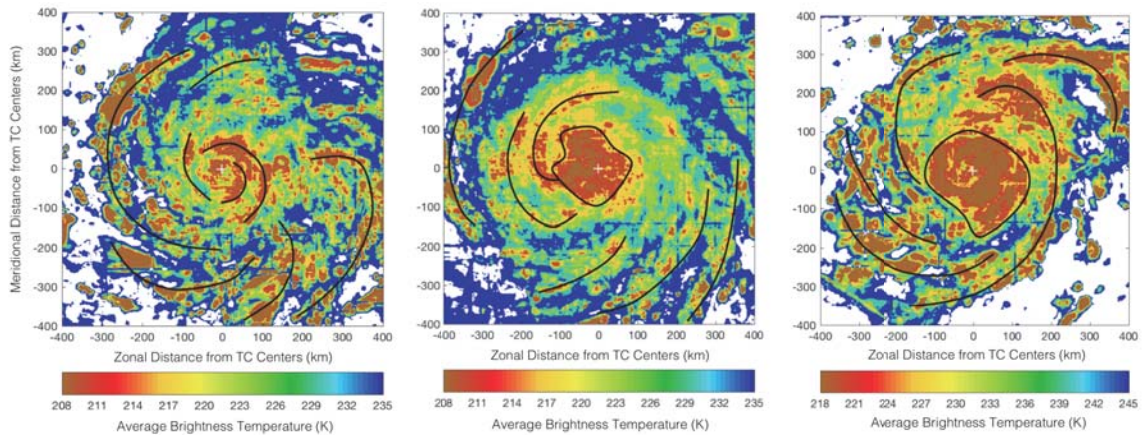 400
300
200
100
0
-100
-200
-300
-400
Meridional Distance from TC Centers (km)
-400 -300 -200 -100 0 100 200 300 400
Zonal Distance from TC Centers (km)
208 211 214 217 220 223 226 229 232 235
Average Brightness Temperature (K)
400
300
200
100
0
-100
-200
-300
-400
-400 -300 -200 -100 0 100 200 300 400
Zonal Distance from TC Centers (km)
208 211 214 217 220 223 226 229 232 235
Average Brightness Temperature (K)
400
300
200
100
0
-100
-200
-300
-400
-400 -300 -200 -100 0 100 200 300 400
Zonal Distance from TC Centers (km)
218 221 224 227 230 233 236 239 242 245
Average Brightness Temperature (K)